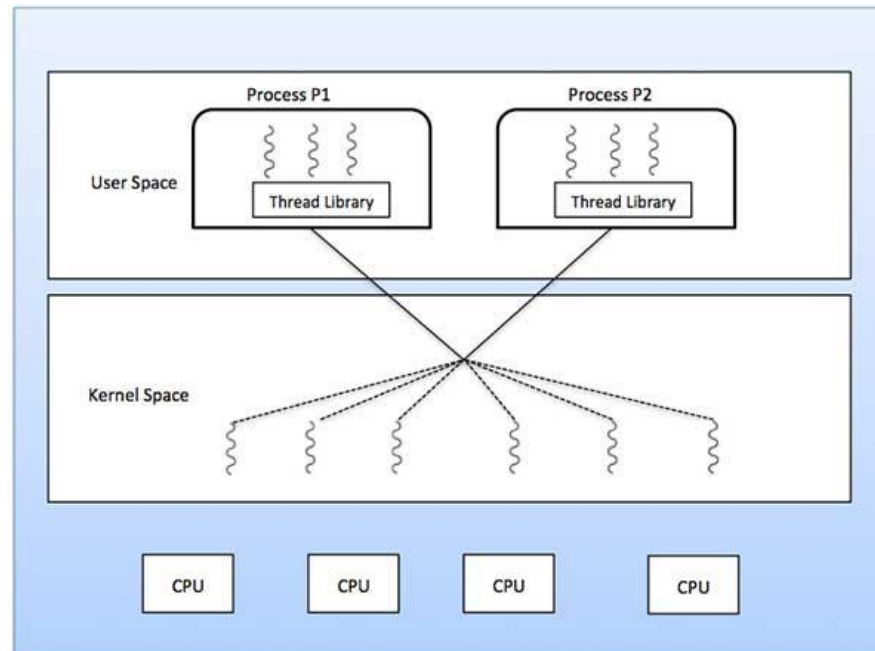 Process P1
Process P2
User Space
Thread Library
Thread Library
Kernel Space
CPU
CPU
CPU
CPU